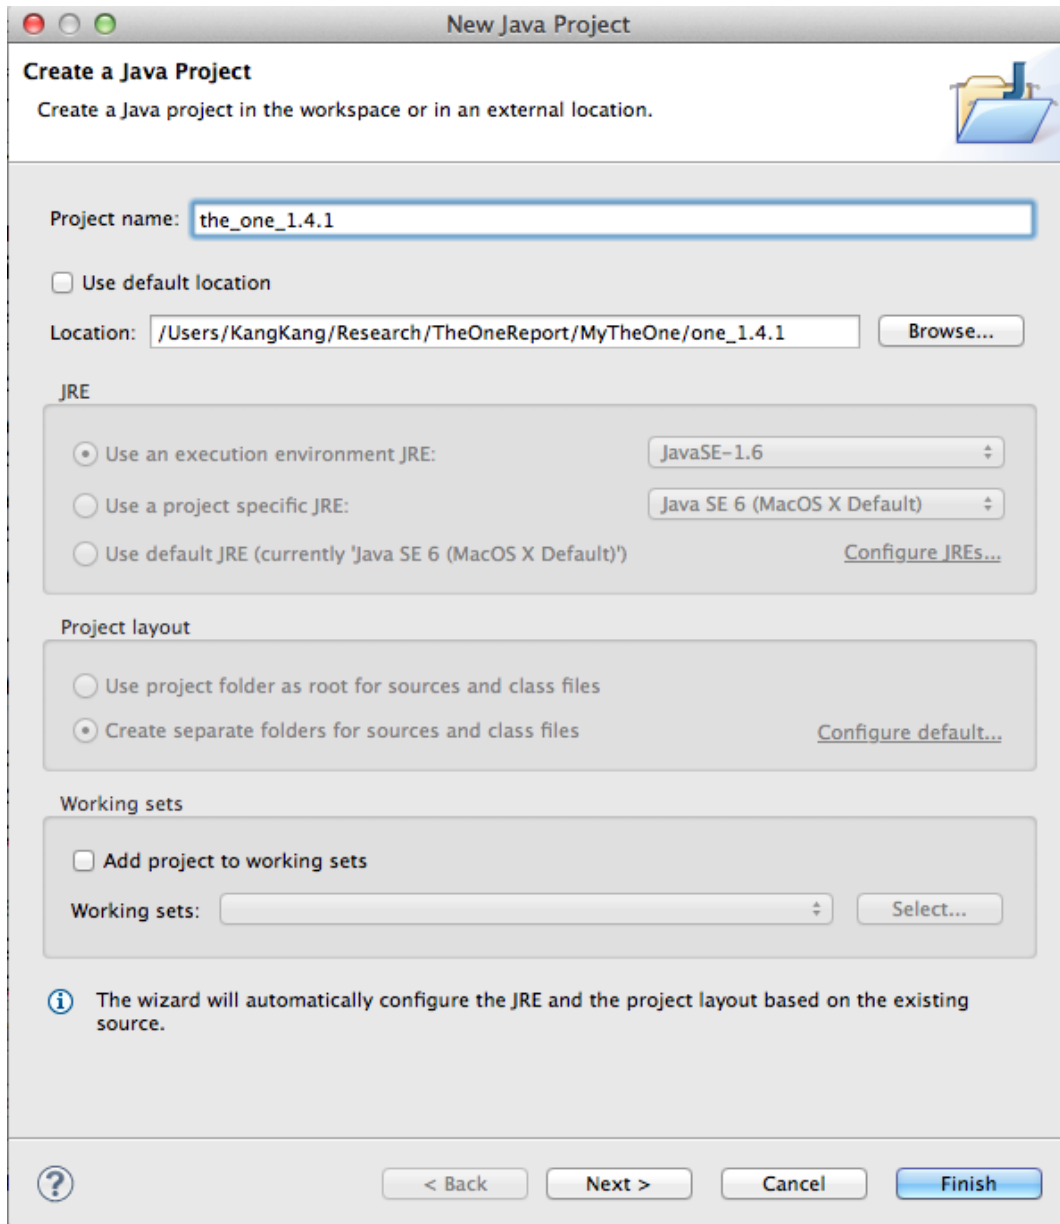 New Java Project
Create a Java Project
Create a Java project in the workspace or in an external location.
Project name: the_one_1.4.1
Use default location
Location: /Users/KangKang/Research/TheOneReport/MyTheOne/one_1.4.1 Browse...
JRE
Use an execution environment JRE: JavaSE-1.6
Use a project specific JRE: Java SE 6 (MacOS X Default)
Use default JRE (currently 'Java SE 6 (MacOS X Default)') Configure JREs...
Project layout
Use project folder as root for sources and class files
Create separate folders for sources and class files Configure default...
Working sets
Add project to working sets
Working sets: Select...
The wizard will automatically configure the JRE and the project layout based on the existing
source.
? < Back Next > Cancel Finish